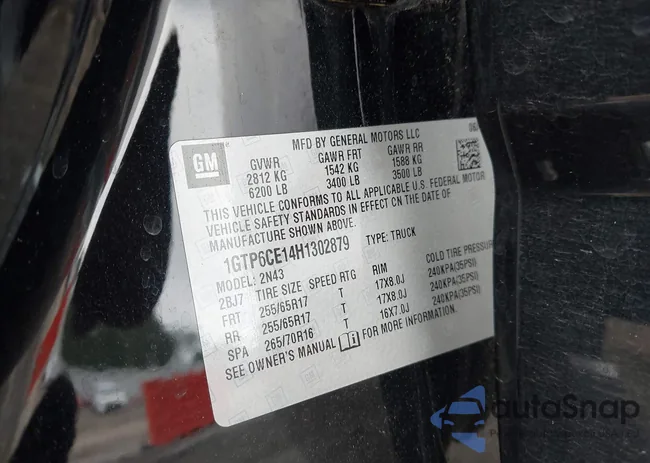 MFD BY GENERAL MOTORS LLC
GM
GVWR GAWR FRT GAWR RR
2812 KG 1542 KG 1588 KG
6200 LB 3400 LB 3500 LB
THIS VEHICLE CONFORMS TO ALL APPLICABLE U.S. FEDERAL MOTOR
VEHICLE SAFETY STANDARDS IN EFFECT ON THE DATE OF
MANUFACTURE SHOWN ABOVE.
1GTP6CE14H1302879 TYPE: TRUCK
MODEL: 2N43
2BJ7 TIRE SIZE SPEED RTG RIM COLD TIRE PRESSURE
FRT 255/65R17 T 17X8.0J 240KPA(35PSI)
RR 255/65R17 T 17X8.0J 240KPA(35PSI)
SPA 265/70R16 T 16X7.0J 240KPA(35PSI)
SEE OWNER'S MANUAL FOR MORE INFORMATION.
autoSnap